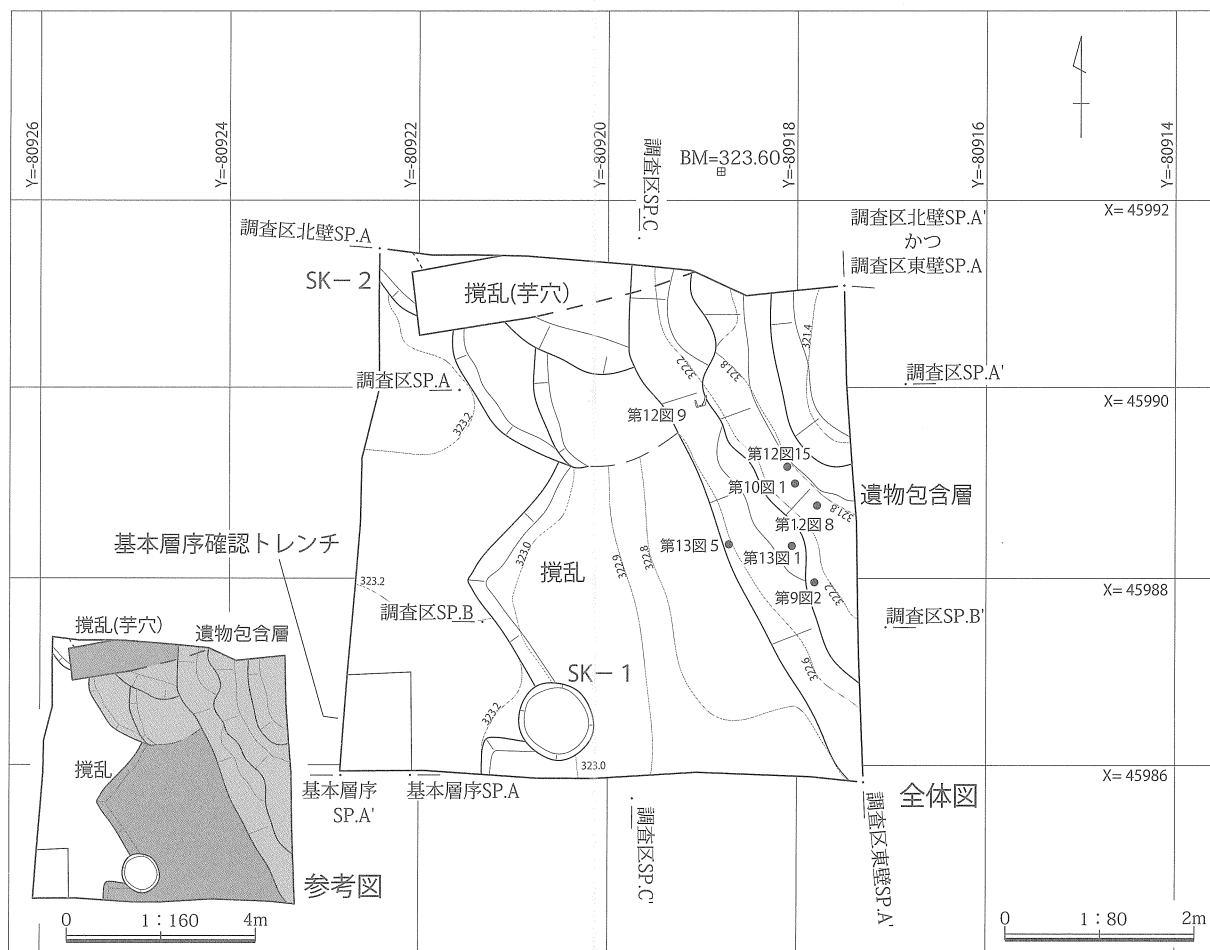 Y=-80926
Y=-80924
Y=-80922
Y=-80920
Y=-80918
Y=-80916
Y=-80914
調査区SP.C
BM=323.60
X= 45992
調査区北壁SP.A
調査区北壁SP.A'
かつ
調査区東壁SP.A
SK－2
撹乱(芋穴)
321.4
322.2
321.8
調査区SP.A
調査区SP.A'
X= 45990
323.2
第12図9
第12図15
第10図1
遺物包含層
321.8
第12図8
基本層序確認トレンチ
323.0
撹乱
322.9
322.8
第13図5
第13図1
第9図2
322.2
X= 45988
323.2
調査区SP.B
調査区SP.B'
撹乱(芋穴)
遺物包含層
SK－1
322.6
323.2
323.0
撹乱
X= 45986
基本層序
SP.A'
基本層序SP.A
調査区SP.C'
調査区東壁SP.A'
全体図
参考図
0
1：160
4m
0
1：80
2m